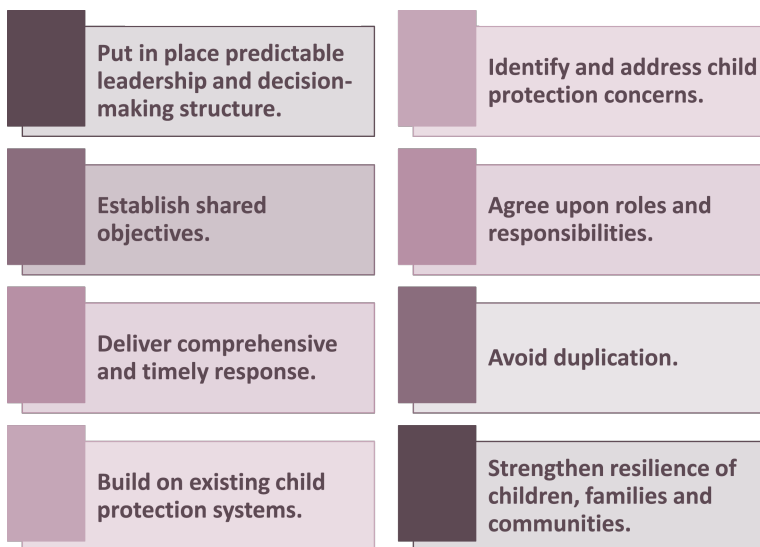 Put in place predictable
leadership and decision-
making structure.
Identify and address child
protection concerns.
Establish shared
objectives.
Agree upon roles and
responsibilities.
Deliver comprehensive
and timely response.
Avoid duplication.
Build on existing child
protection systems.
Strengthen resilience of
children, families and
communities.